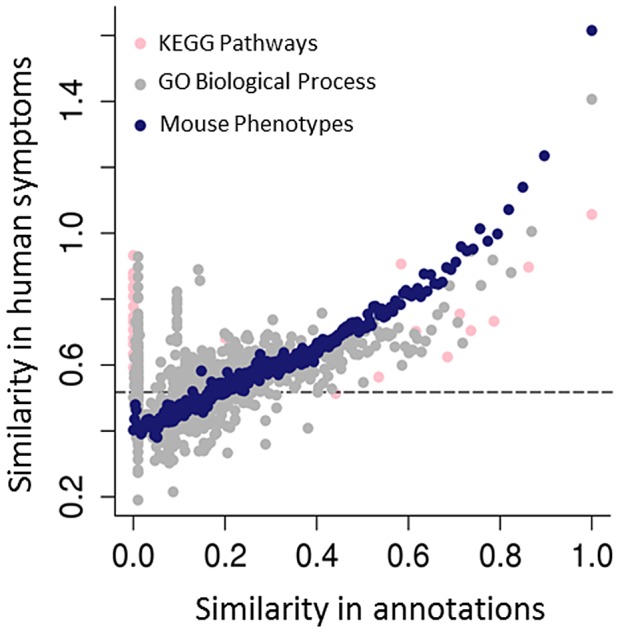 KEGG Pathways
GO Biological Process
Mouse Phenotypes
Similarity in human symptoms
1.4
1.0
0.6
0.2
0.0 0.2 0.4 0.6 0.8 1.0
Similarity in annotations